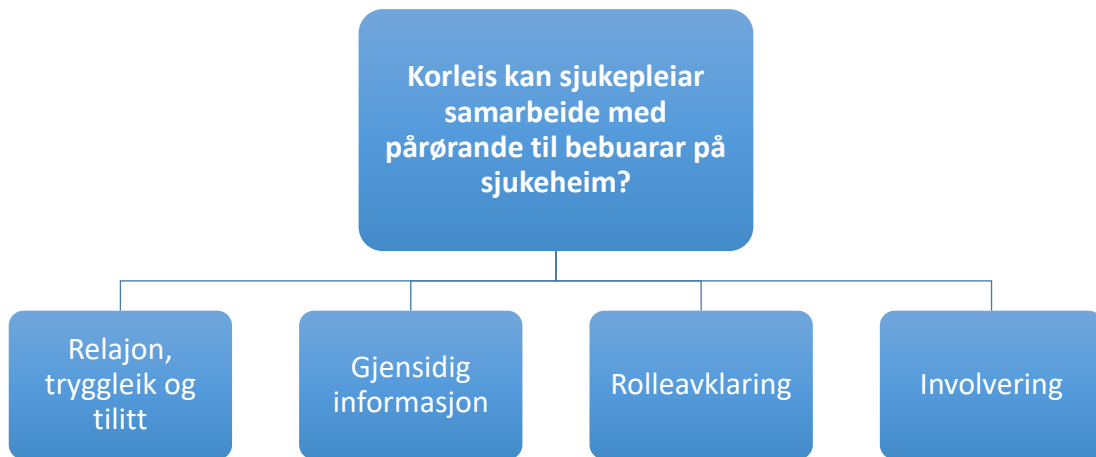 Korleis kan sjukepleiar
samarbeide med
pårørande til bebuarar på
sjukeheim?
Relajon,
tryggleik og
tilitt
Gjensidig
informasjon
Rolleavklaring
Involvering